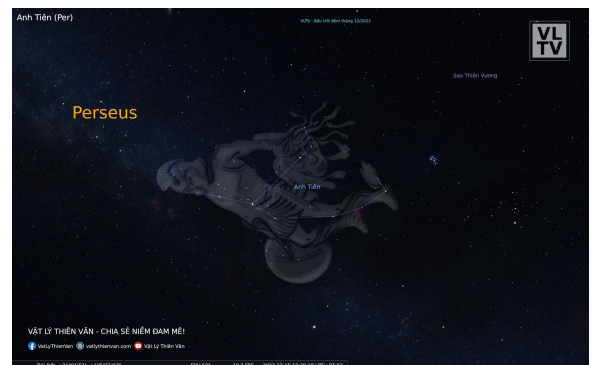 Anh Tiên (Per)
VLTV - Bầu trời đêm tháng 12/2023
VL
TV
Sao Thiên Vương
Perseus
Anh Tiên
VẬT LÝ THIÊN VĂN - CHIA SẺ NIỀM ĐAM MÊ!
VatLyThienVan vatlythienvan.com Vật Lý Thiên Văn